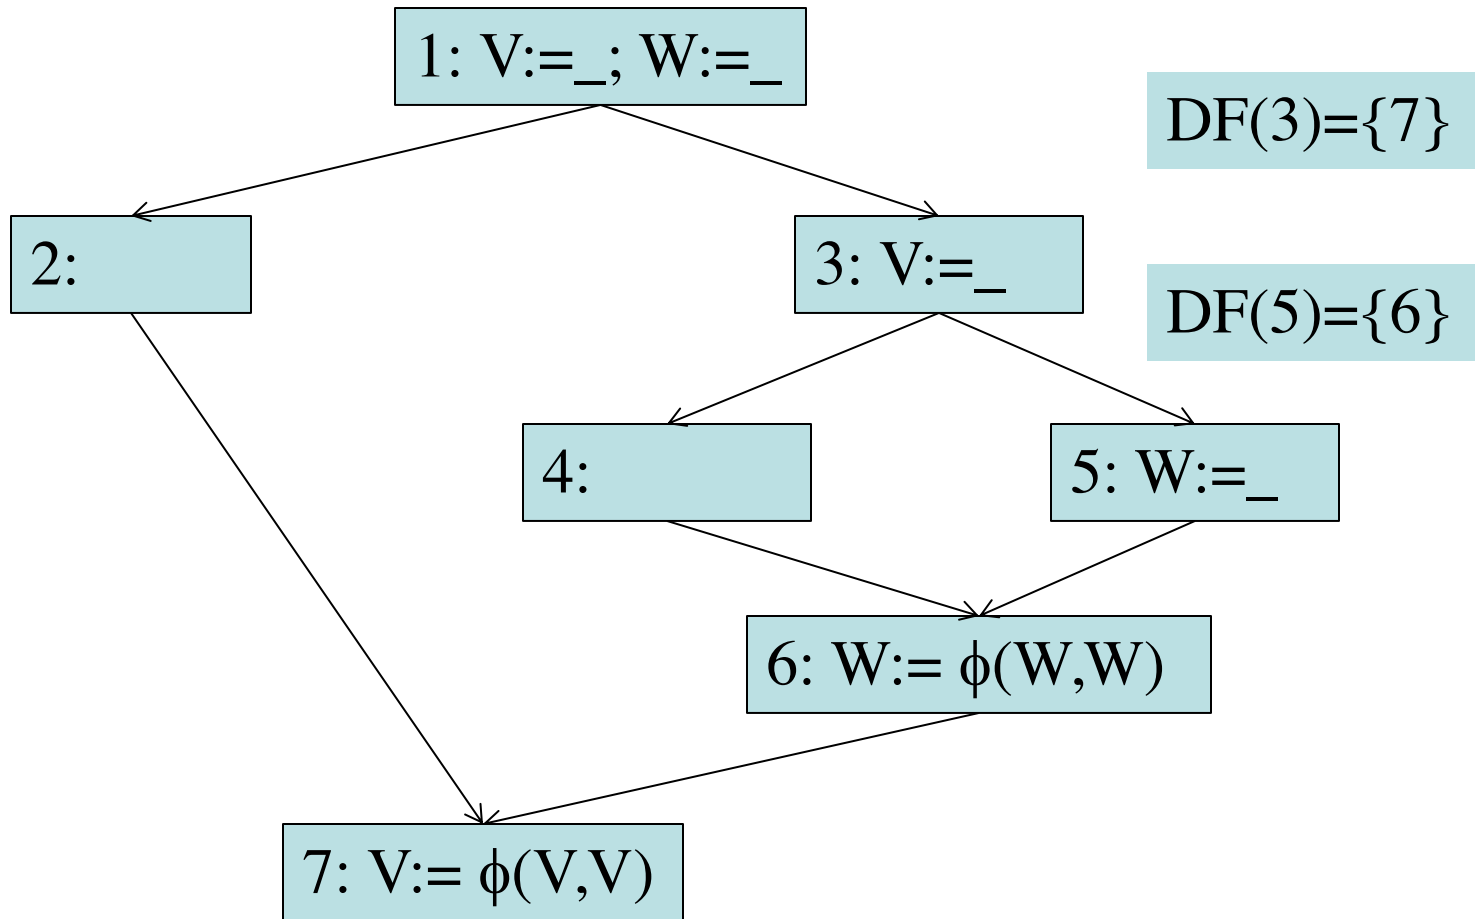 1: V:=_; W:=_
DF(3)={7}
2:
3: V:=_
DF(5)={6}
4:
5: W:=_
6: W:= ϕ(W,W)
7: V:= ϕ(V,V)